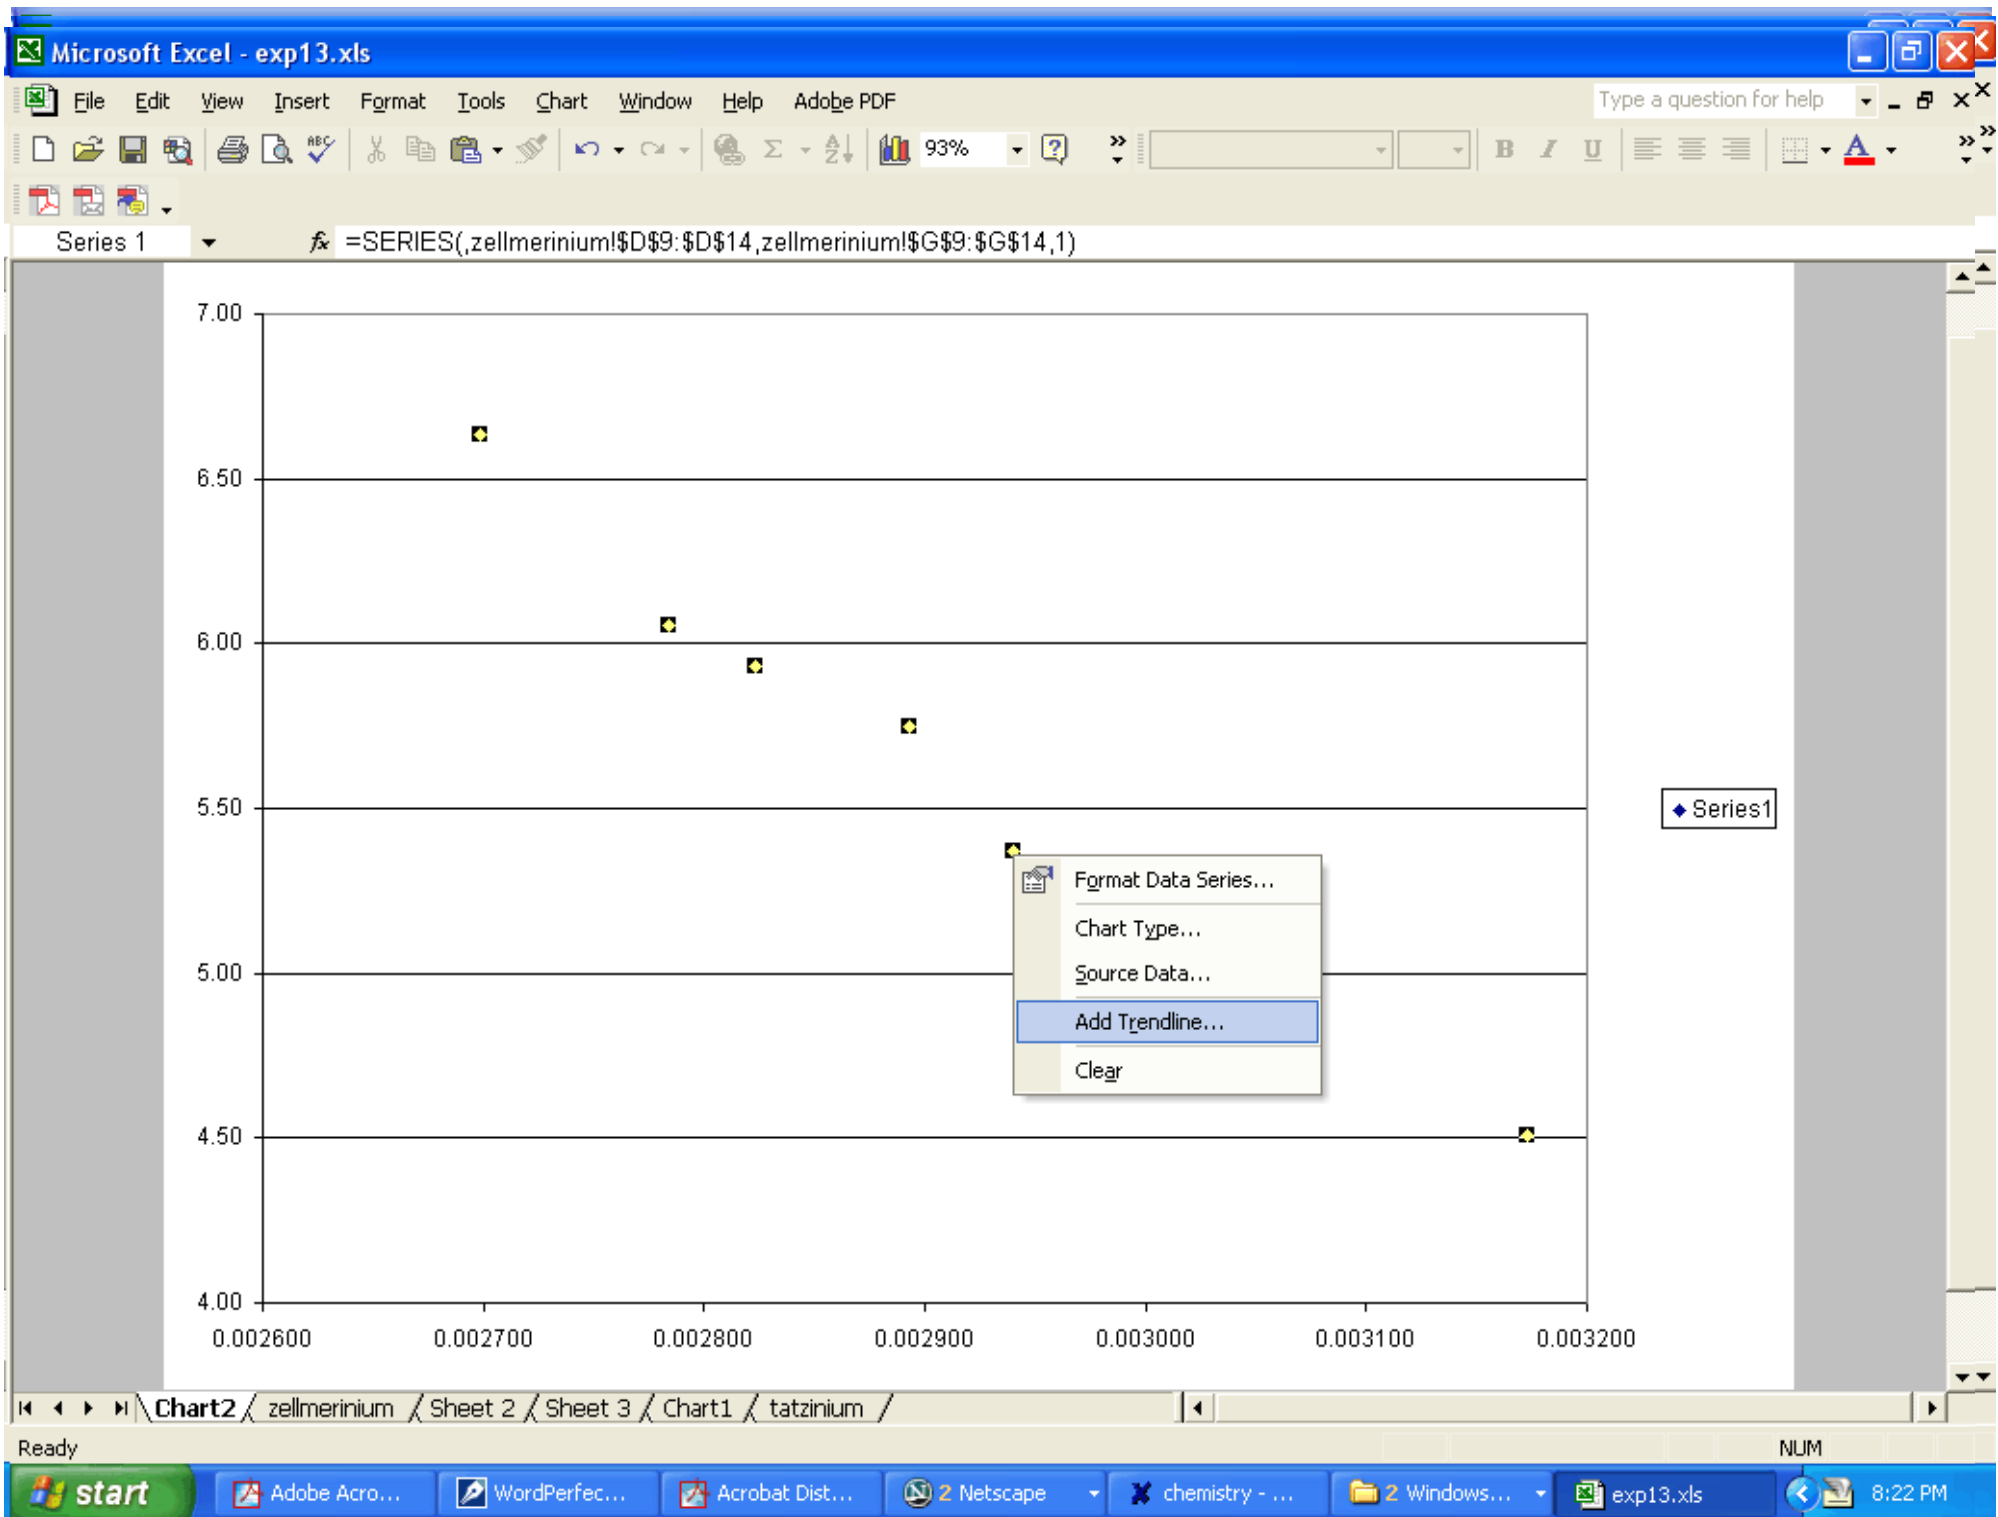 Microsoft Excel - exp13.xls
File Edit View Insert Format Tools Chart Window Help Adobe PDF Type a question for help
ABC Σ A Z 93% ? » B I U A »
Series 1 fx =SERIES(,zellmerinium!$D$9:$D$14,zellmerinium!$G$9:$G$14,1)
7.00
6.50
6.00
5.50
Series1
Format Data Series...
Chart Type...
5.00
Source Data...
Add Trendline...
Clear
4.50
4.00
0.002600 0.002700 0.002800 0.002900 0.003000 0.003100 0.003200
Chart2 zellmerinium Sheet 2 Sheet 3 Chart1 tatzinium
Ready NUM
start Adobe Acro... WordPerfec... Acrobat Dist... 2 Netscape chemistry - ... 2 Windows... exp13.xls 8:22 PM